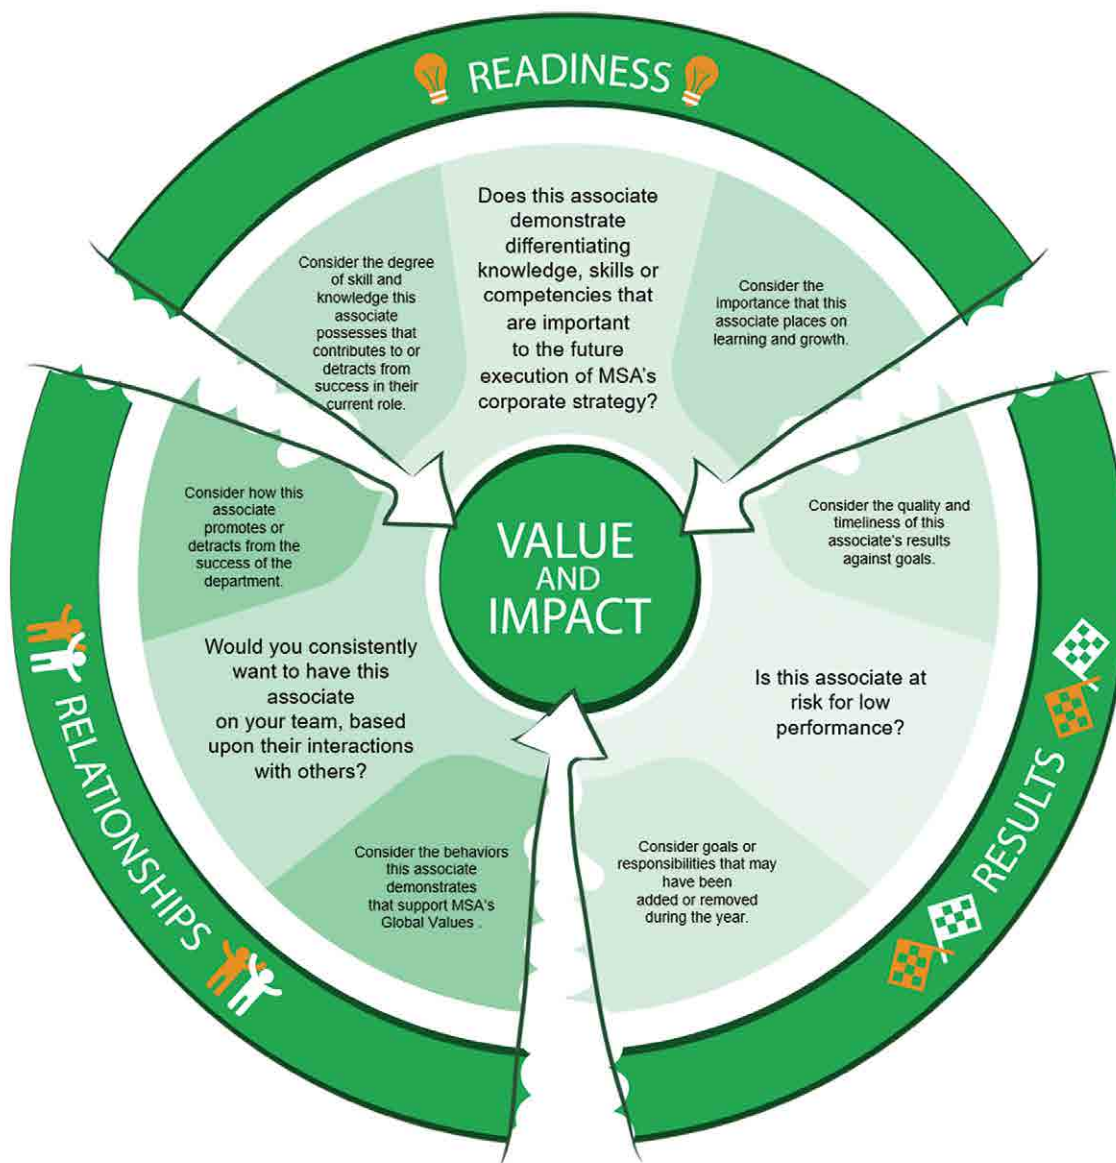 READINESS
Does this associate
demonstrate
differentiating
knowledge, skills or
competencies that
are important
to the future
execution of MSA's
corporate strategy?
Consider the degree
of skill and
knowledge this
associate
possesses that
contributes to or
detracts from
success in their
current role.
Consider the
importance that this
associate places on
learning and growth.
Consider how this
associate
promotes or
detracts from the
success of the
department.
Consider the quality and
timeliness of this
associate's results
against goals.
VALUE
AND
IMPACT
Would you consistently
want to have this
associate
on your team, based
upon their interactions
with others?
Is this associate at
risk for low
performance?
RELATIONSHIPS
RESULTS
Consider the behaviors
this associate
demonstrates
that support MSA's
Global Values .
Consider goals or
responsibilities that may
have been
added or removed
during the year.